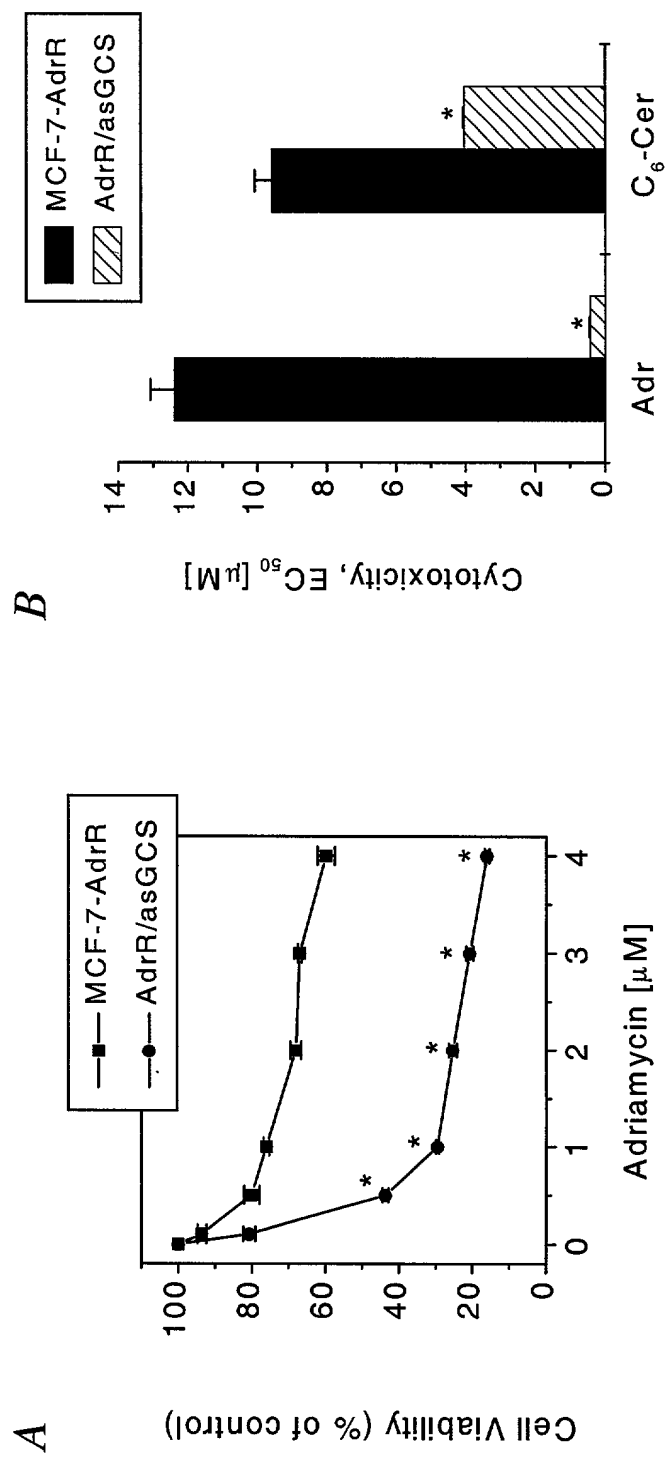 A
MCF-7-AdrR
AdrR/asGCS
Cell Viability (% of control)
100
80
60
40
20
0
0 1 2 3 4
Adriamycin [μM]
*
*
*
*
*
B
MCF-7-AdrR
AdrR/asGCS
Cytotoxicity, EC50 [μM]
14
12
10
8
6
4
2
0
*
*
Adr C6-Cer